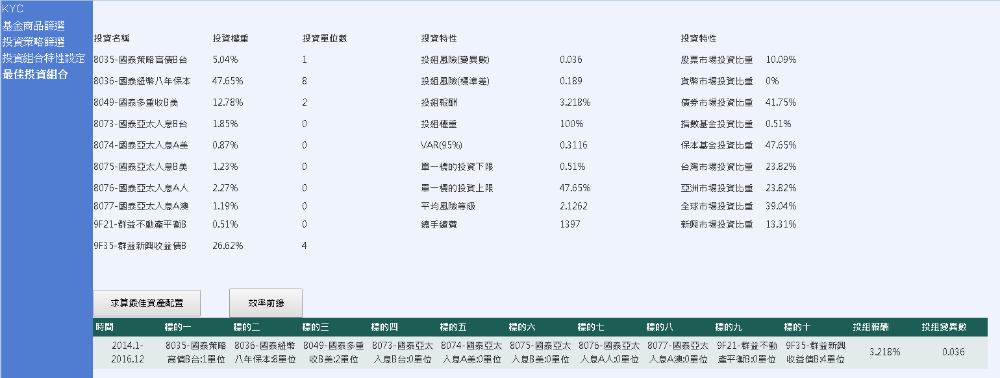 KYC
基金商品篩選
投資策略篩選
投資組合特性設定
最佳投資組合
投資名稱 投資權重 投資單位數 投資特性 投資特性
8035-國泰策略高債B台 5.04% 1 投組風險(變異數) 0.036 股票市場投資比重 10.09%
8036-國泰紐幣八年保本 47.65% 8 投組風險(標準差) 0.189 貨幣市場投資比重 0%
8049-國泰多重收B美 12.78% 2 投組報酬 3.218% 債券市場投資比重 41.75%
8073-國泰亞太入息B台 1.85% 0 投組權重 100% 指數基金投資比重 0.51%
8074-國泰亞太入息A美 0.87% 0 VAR(95%) 0.3116 保本基金投資比重 47.65%
8075-國泰亞太入息B美 1.23% 0 單一標的投資下限 0.51% 台灣市場投資比重 23.82%
8076-國泰亞太入息A人 2.27% 0 單一標的投資上限 47.65% 亞洲市場投資比重 23.82%
8077-國泰亞太入息A澳 1.19% 0 平均風險等級 2.1262 全球市場投資比重 39.04%
9F21-群益不動產平衡B 0.51% 0 總手續費 1397 新興市場投資比重 13.31%
9F35-群益新興收益債B 26.62% 4
求算最佳資產配置 效率前緣
時間 標的一 標的二 標的三 標的四 標的五 標的六 標的七 標的八 標的九 標的十 投組報酬 投組變異數
2014.1- 8035-國泰策略 8036-國泰紐幣 8049-國泰多重 8073-國泰亞太 8074-國泰亞太 8075-國泰亞太 8076-國泰亞太 8077-國泰亞太 9F21-群益不動 9F35-群益新興 3.218% 0.036
2016.12 高債B台:1單位 八年保本:8單位 收B美:2單位 入息B台:0單位 入息A美:0單位 入息B美:0單位 入息A人:0單位 入息A澳:0單位 產平衡B:0單位 收益債B:4單位